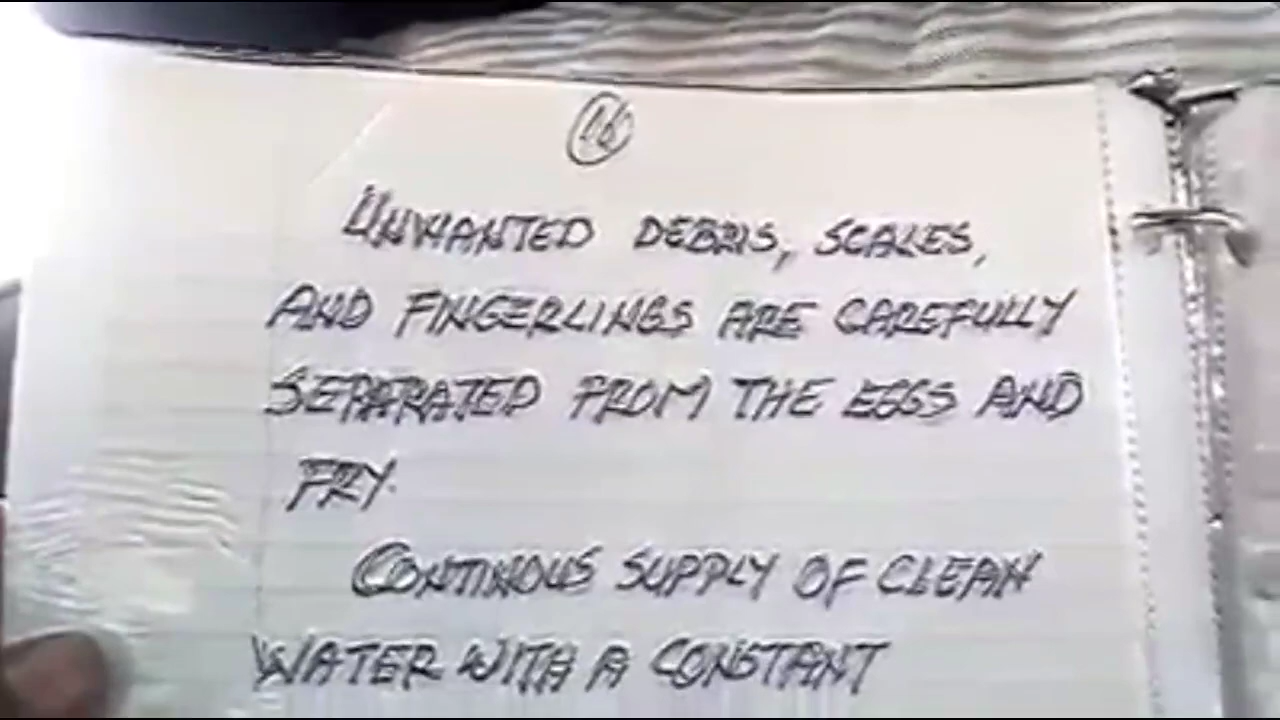 16
UNWANTED DEBRIS, SCALES,
AND FINGERLINGS ARE CAREFULLY
SEPARATED FROM THE EGGS AND
FRY.
CONTINOUS SUPPLY OF CLEAN
WATER WITH A CONSTANT